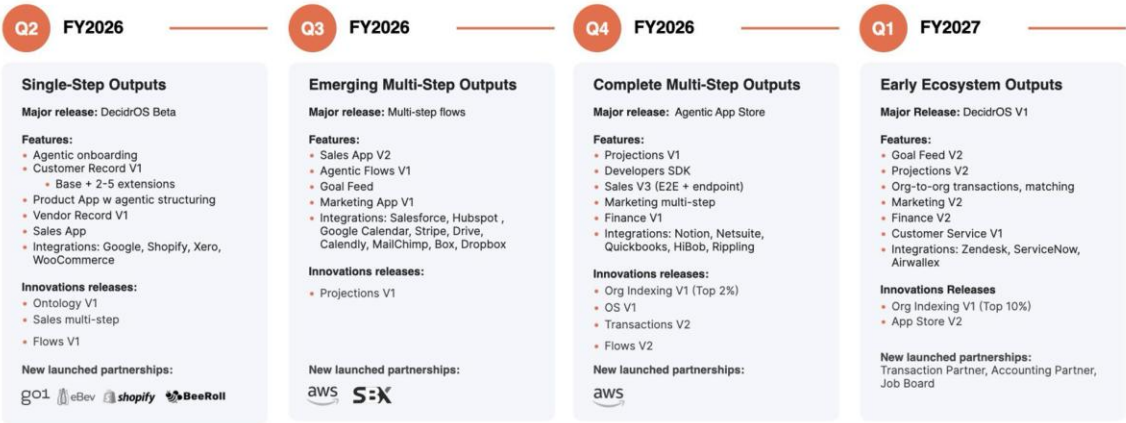 Q2 FY2026
Single-Step Outputs
Major release: DecidrOS Beta
Features:
• Agentic onboarding
• Customer Record V1
• Base + 2-5 extensions
• Product App w agentic structuring
• Vendor Record V1
• Sales App
• Integrations: Google, Shopify, Xero,
WooCommerce
Innovations releases:
• Ontology V1
• Sales multi-step
• Flows V1
New launched partnerships:
go1 eBev shopify BeeRoll
Q3 FY2026
Emerging Multi-Step Outputs
Major release: Multi-step flows
Features:
• Sales App V2
• Agentic Flows V1
• Goal Feed
• Marketing App V1
• Integrations: Salesforce, Hubspot ,
Google Calendar, Stripe, Drive,
Calendly, MailChimp, Box, Dropbox
Innovations releases:
• Projections V1
New launched partnerships:
aws
Q4 FY2026
Complete Multi-Step Outputs
Major release: Agentic App Store
Features:
• Projections V1
• Developers SDK
• Sales V3 (E2E + endpoint)
• Marketing multi-step
• Finance V1
• Integrations: Notion, Netsuite,
Quickbooks, HiBob, Rippling
Innovations releases:
• Org Indexing V1 (Top 2%)
• OS V1
• Transactions V2
• Flows V2
New launched partnerships:
aws
Q1 FY2027
Early Ecosystem Outputs
Major Release: DecidrOS V1
Features:
• Goal Feed V2
• Projections V2
• Org-to-org transactions, matching
• Marketing V2
• Finance V2
• Customer Service V1
• Integrations: Zendesk, ServiceNow,
Airwallex
Innovations Releases
• Org Indexing V1 (Top 10%)
• App Store V2
New launched partnerships:
Transaction Partner, Accounting Partner,
Job Board